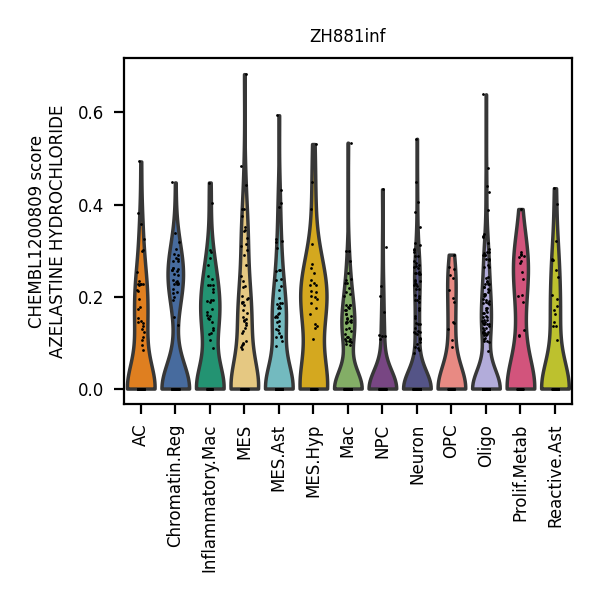 ZH881inf
CHEMBL1200809 score
AZELASTINE HYDROCHLORIDE
0.6
0.4
0.2
0.0
AC
Chromatin.Reg
Inflammatory.Mac
MES
MES.Ast
MES.Hyp
Mac
NPC
Neuron
OPC
Oligo
Prolif.Metab
Reactive.Ast